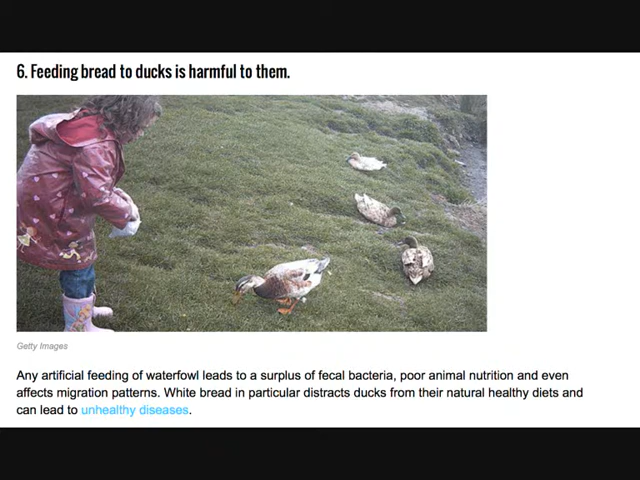 6. Feeding bread to ducks is harmful to them.
Getty Images
Any artificial feeding of waterfowl leads to a surplus of fecal bacteria, poor animal nutrition and even
affects migration patterns. White bread in particular distracts ducks from their natural healthy diets and
can lead to unhealthy diseases.